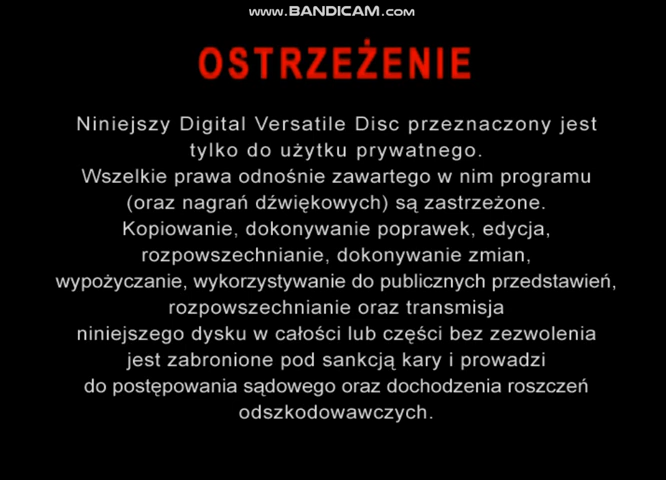 www.BANDICAM.com
OSTRZEŻENIE
Niniejszy Digital Versatile Disc przeznaczony jest
tylko do użytku prywatnego.
Wszelkie prawa odnośnie zawartego w nim programu
(oraz nagrań dźwiękowych) są zastrzeżone.
Kopiowanie, dokonywanie poprawek, edycja,
rozpowszechnianie, dokonywanie zmian,
wypożyczanie, wykorzystywanie do publicznych przedstawień,
rozpowszechnianie oraz transmisja
niniejszego dysku w całości lub części bez zezwolenia
jest zabronione pod sankcją kary i prowadzi
do postępowania sądowego oraz dochodzenia roszczeń
odszkodowawczych.